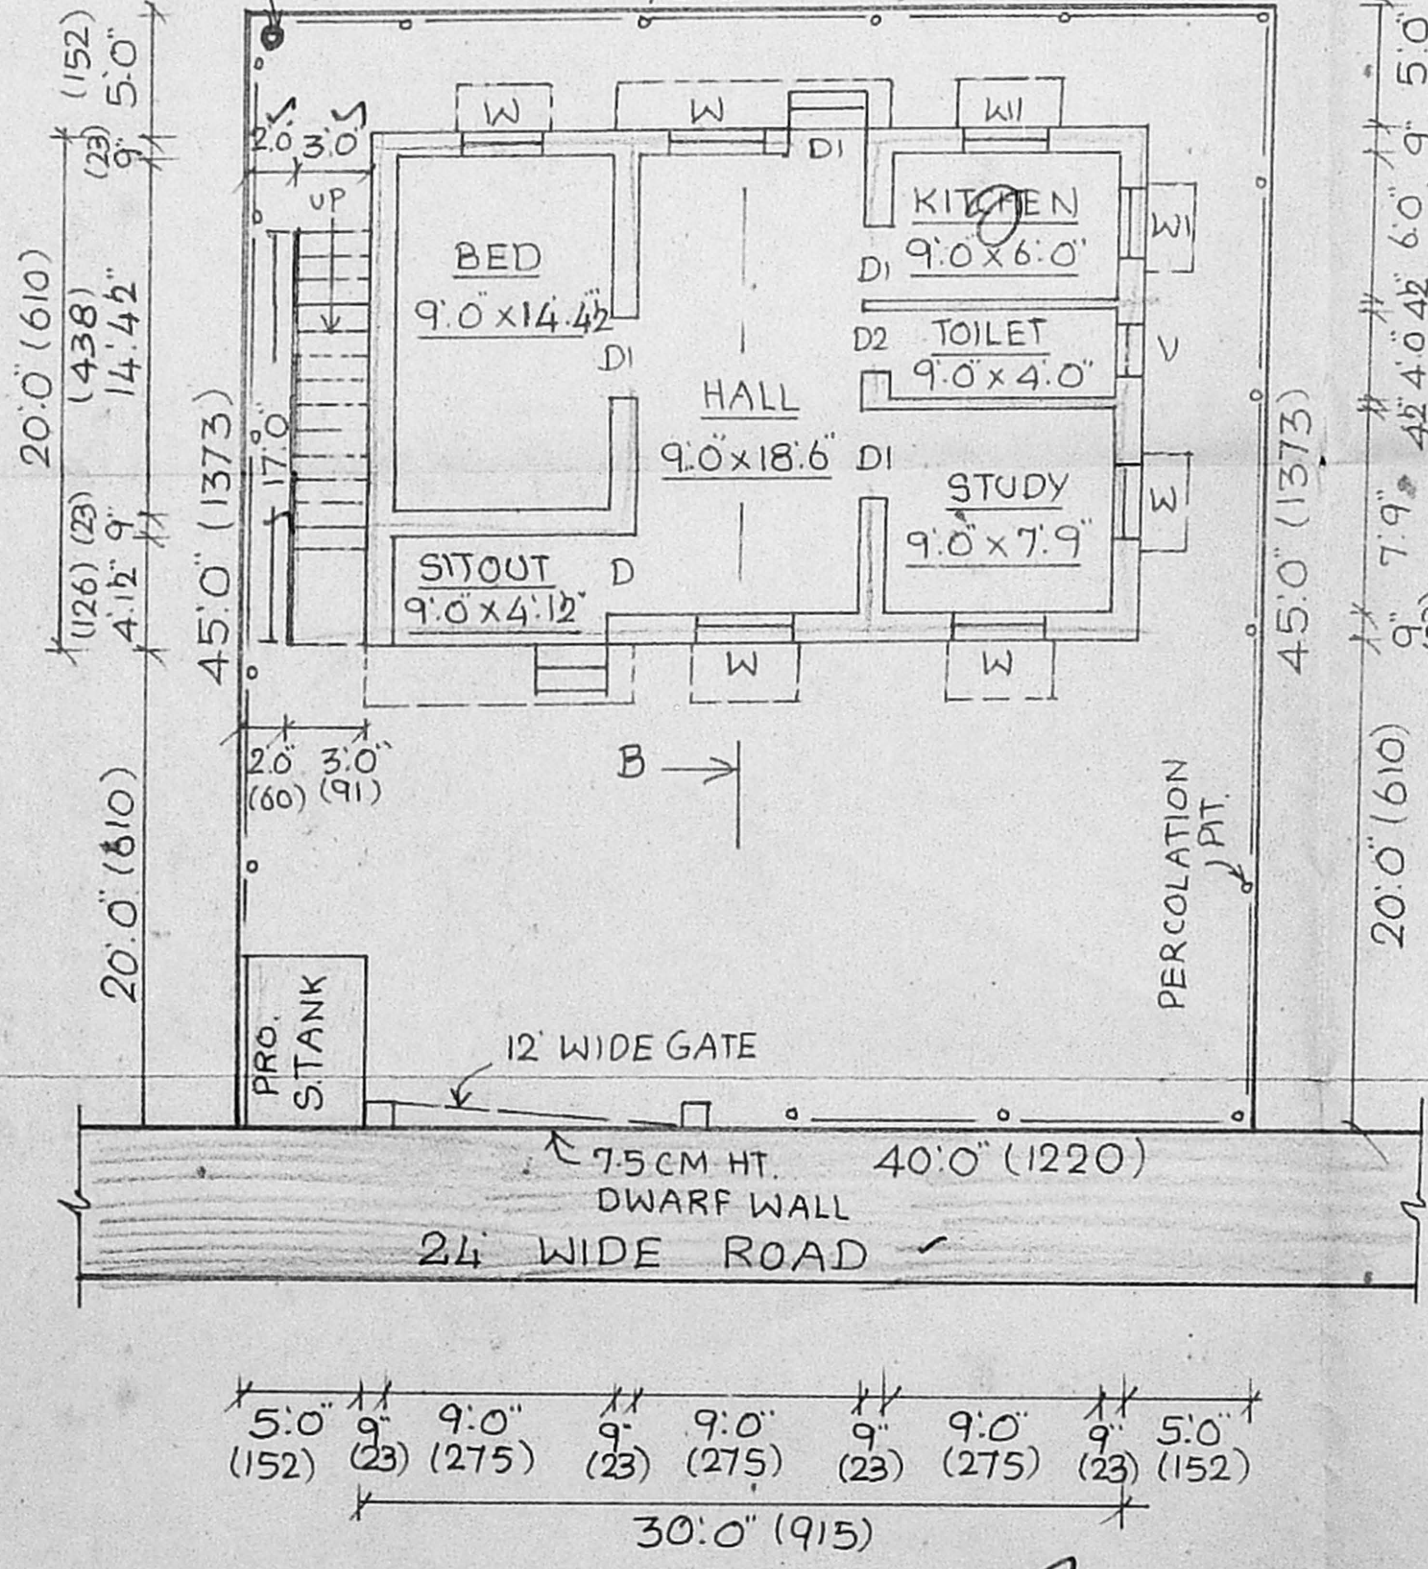 (152)
5'.0"
(23)
9"
20'.0" (610)
(438)
14'.4½"
(126) (23)
4'.1½" 9"
20'.0" (610)
45'.0" (1373)
2'.0" 3'.0"
UP
17'.0"
W
W
W1
D1
BED
9'.0" x 14'.4½"
D1
KITCHEN
9'.0" x 6'.0"
D1
W1
D2
TOILET
9'.0" x 4'.0"
V
HALL
9'.0" x 18'.6"
D1
STUDY
9'.0" x 7'.9"
W
SITOUT
9'.0" x 4'.1½"
D
W
W
2'.0" 3'.0"
(60) (91)
B
5'.0"
9"
6'.0"
4½"
4'.0"
4½"
7'.9"
9"
45'.0" (1373)
20'.0" (610)
PERCOLATION
PIT.
PRO.
S.TANK
12' WIDE GATE
7.5 CM HT.
DWARF WALL
40'.0" (1220)
24' WIDE ROAD
5'.0" 9" 9'.0" 9" 9'.0" 9" 9'.0" 9" 5'.0"
(152) (23) (275) (23) (275) (23) (275) (23) (152)
30'.0" (915)